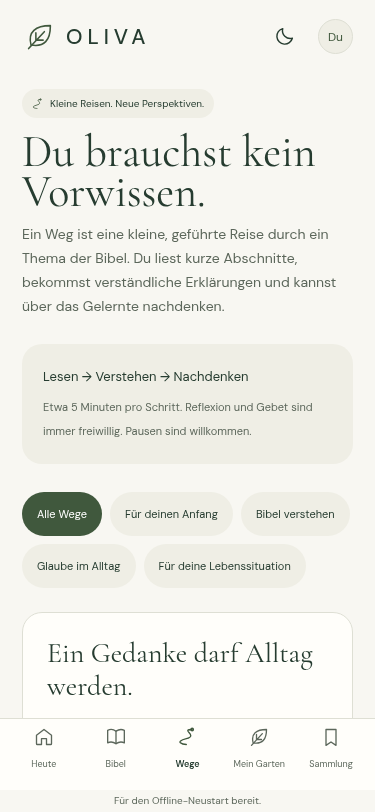 OLIVA
Du
Kleine Reisen. Neue Perspektiven.
Du brauchst kein
Vorwissen.
Ein Weg ist eine kleine, geführte Reise durch ein
Thema der Bibel. Du liest kurze Abschnitte,
bekommst verständliche Erklärungen und kannst
über das Gelernte nachdenken.
Lesen → Verstehen → Nachdenken
Etwa 5 Minuten pro Schritt. Reflexion und Gebet sind
immer freiwillig. Pausen sind willkommen.
Alle Wege
Für deinen Anfang
Bibel verstehen
Glaube im Alltag
Für deine Lebenssituation
Ein Gedanke darf Alltag
werden.
Heute
Bibel
Wege
Mein Garten
Sammlung
Für den Offline-Neustart bereit.